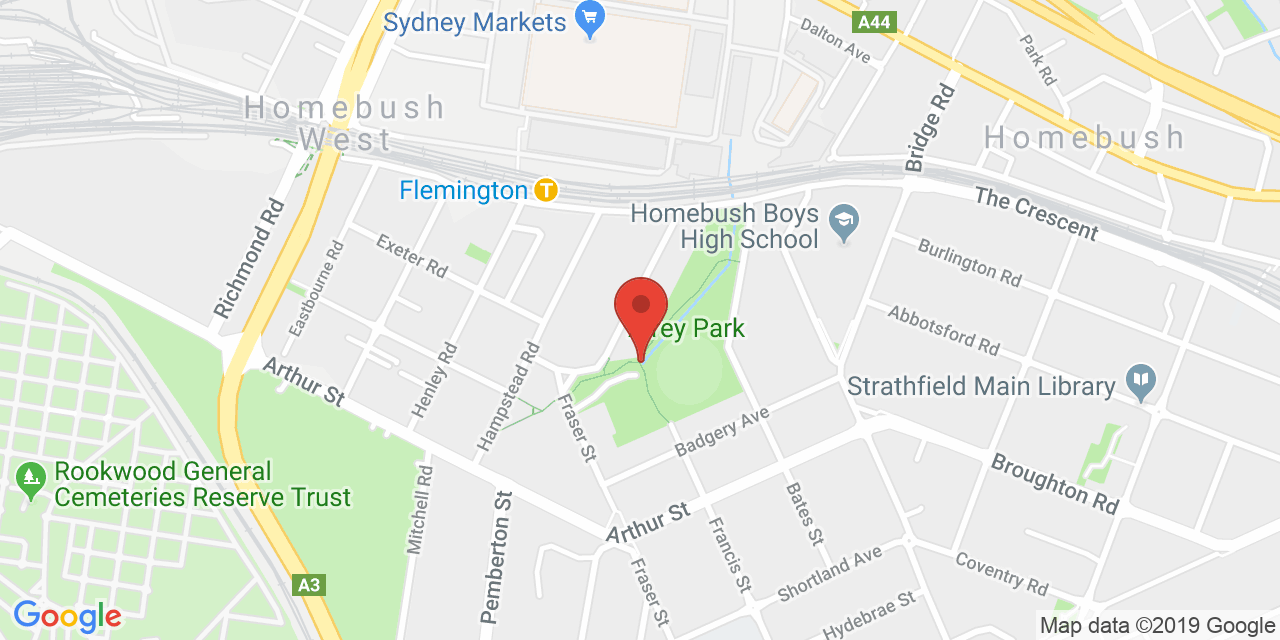 Sydney Markets
A44
Dalton Ave
Park Rd
Homebush
West
Bridge Rd
Homebush
Flemington
T
Homebush Boys
High School
The Crescent
Richmond Rd
Eastbourne Rd
Exeter Rd
Burlington Rd
Abbotsford Rd
rey Park
Arthur St
Henley Rd
Hampstead Rd
Strathfield Main Library
Fraser St
Badgery Ave
Rookwood General
Cemeteries Reserve Trust
Mitchell Rd
Pemberton St
Arthur St
Broughton Rd
Bates St
Francis St
Shortland Ave
Coventry Rd
A3
Fraser St
Hydebrae St
Google
Map data ©2019 Google